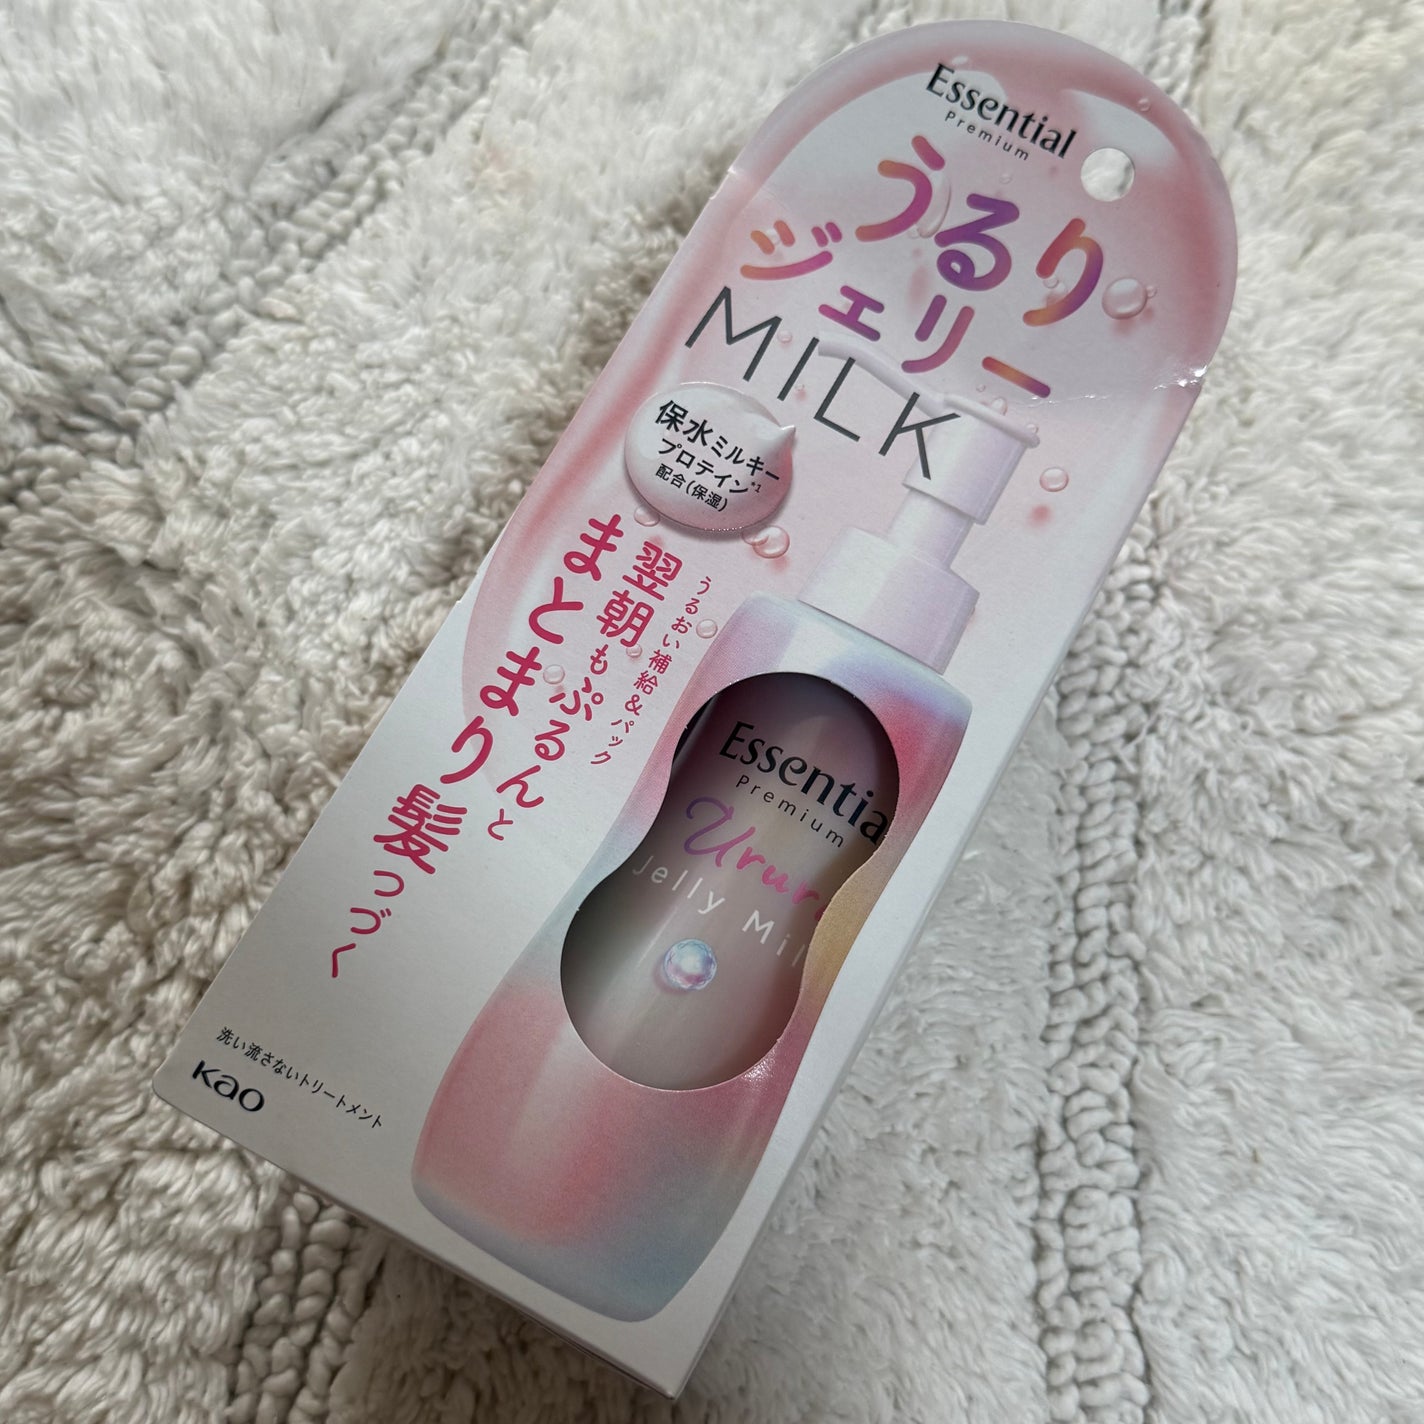 Essential
Premium
うるり
ジェリー
MILK
保水ミルキー
プロテイン*1
配合(保湿)
うるおい補給&パック
翌朝もぷるんと
まとまり髪つづく
Essentia
Premium
Ururi
Jelly Mil
洗い流さないトリートメント
Kao